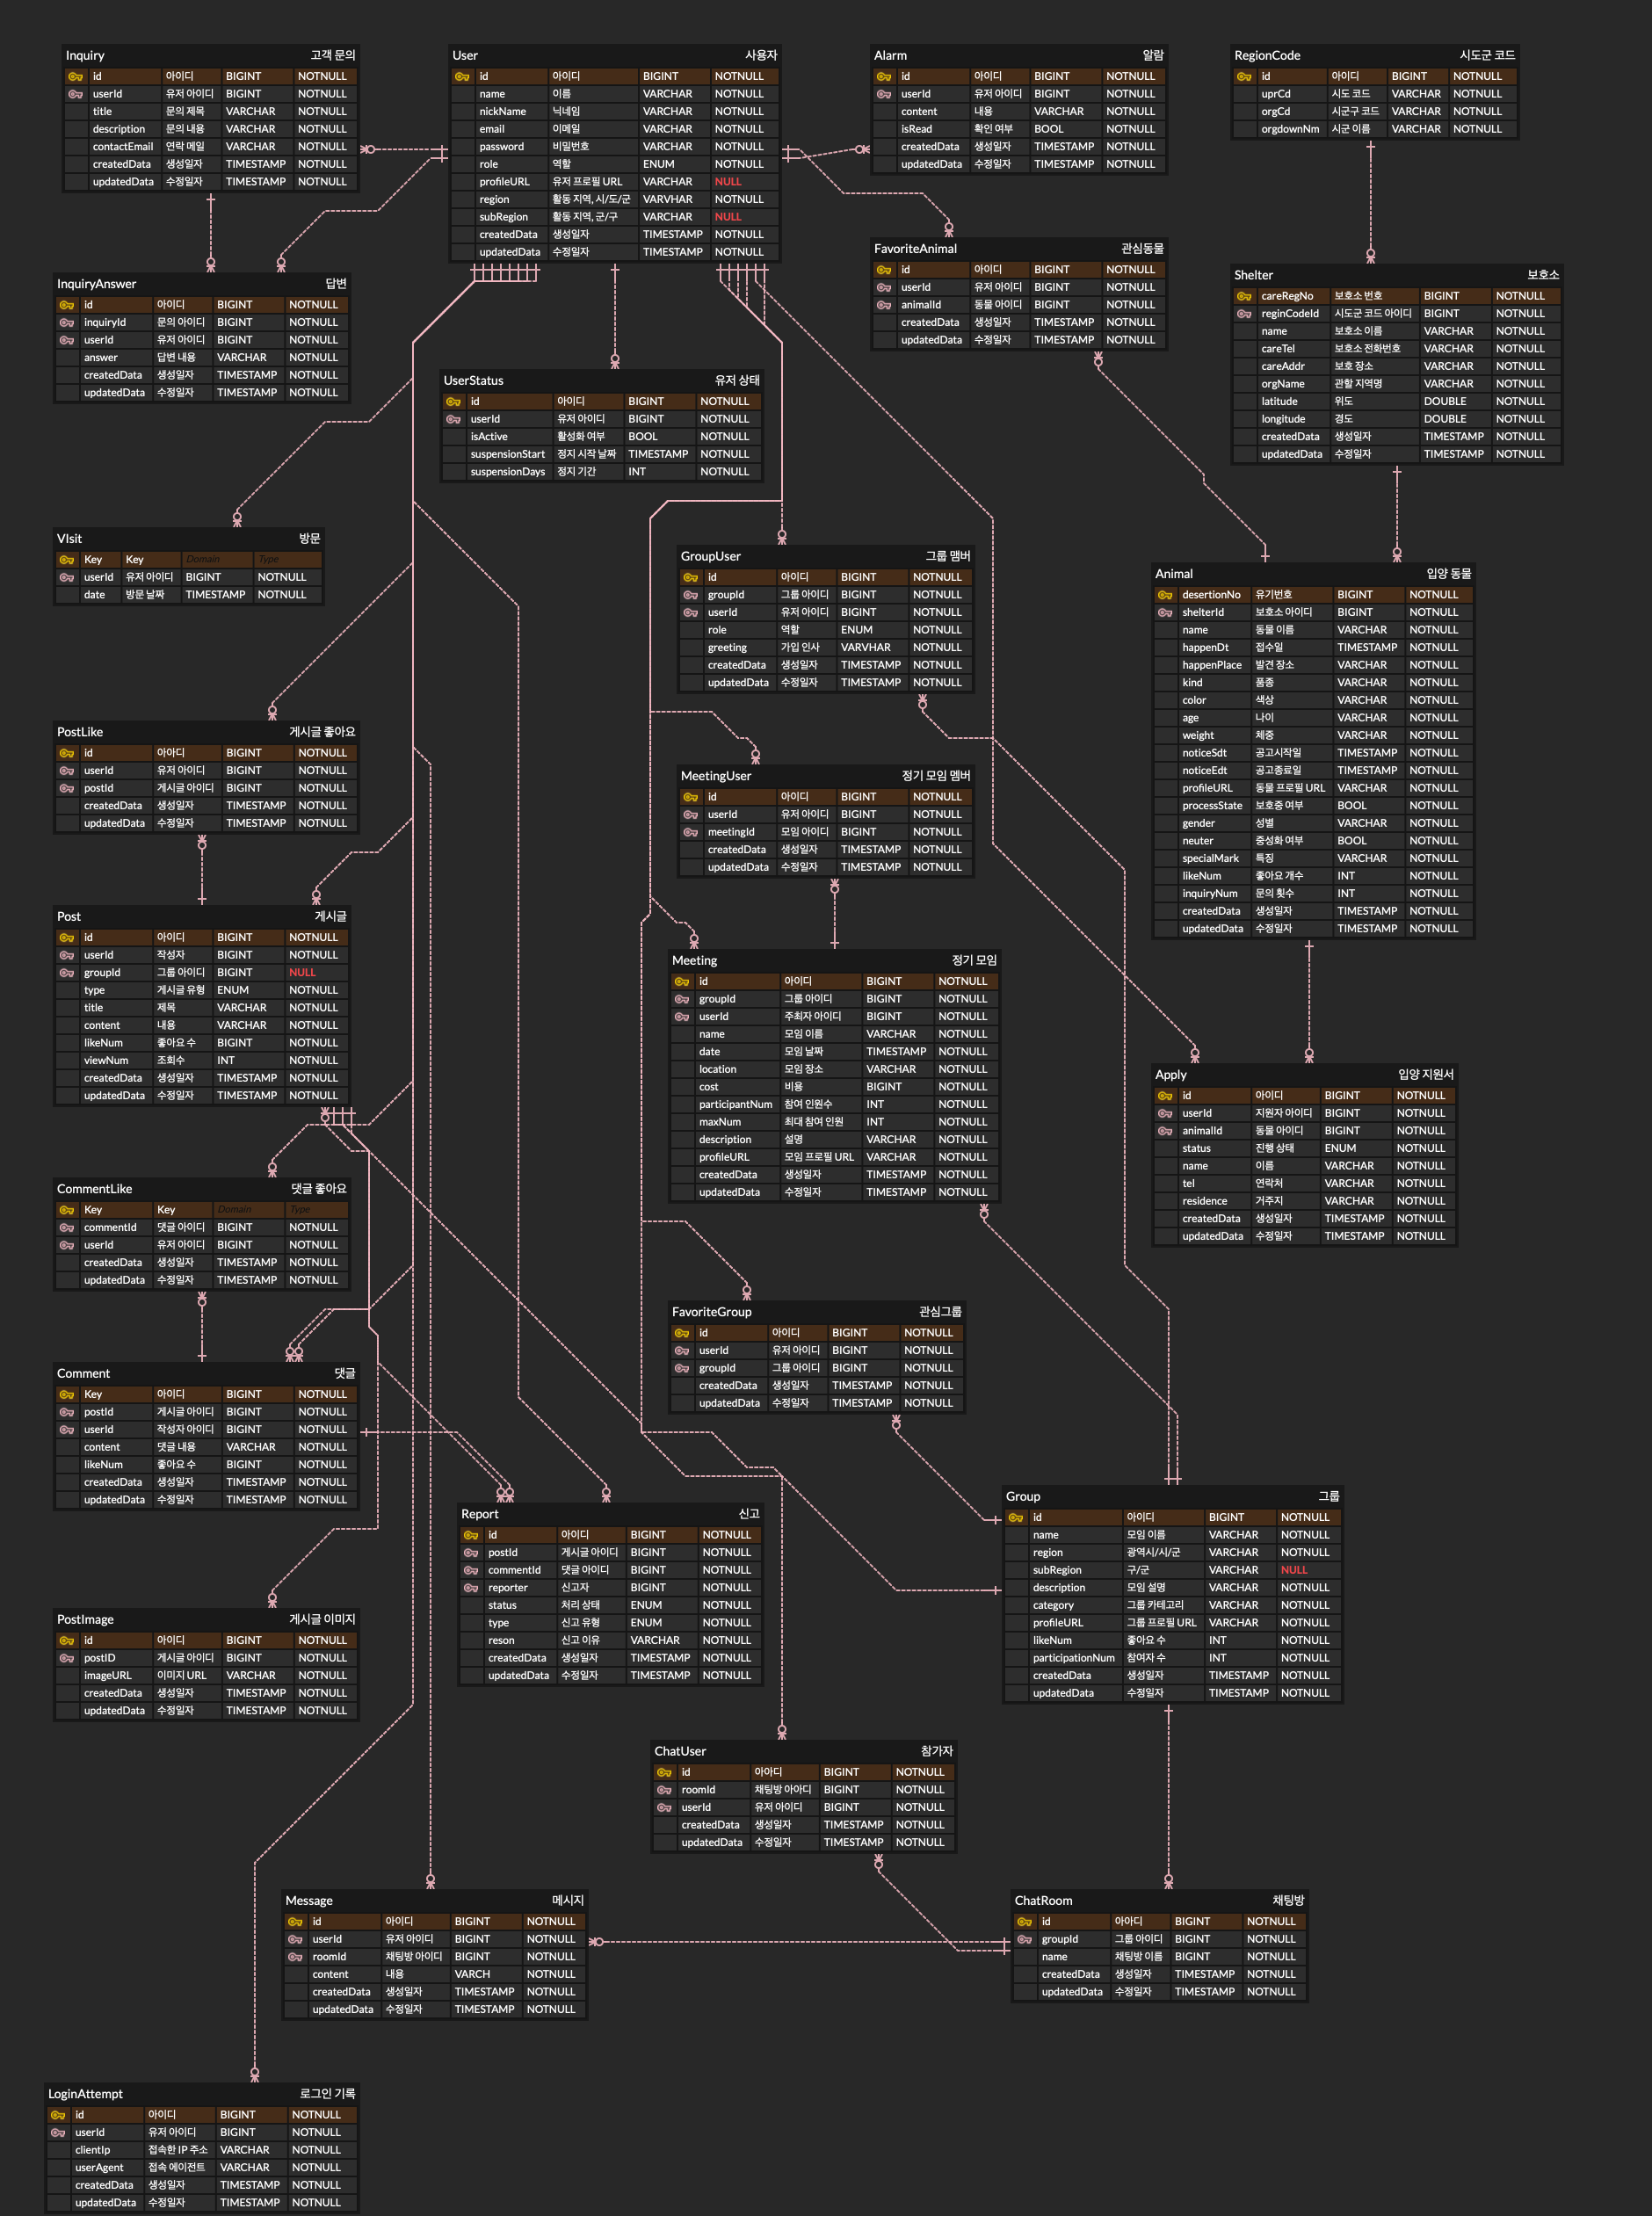 Inquiry 고객 문의
id 아이디 BIGINT NOTNULL
userId 유저 아이디 BIGINT NOTNULL
title 문의 제목 VARCHAR NOTNULL
description 문의 내용 VARCHAR NOTNULL
contactEmail 연락 메일 VARCHAR NOTNULL
createdData 생성일자 TIMESTAMP NOTNULL
updatedData 수정일자 TIMESTAMP NOTNULL
User 사용자
id 아이디 BIGINT NOTNULL
name 이름 VARCHAR NOTNULL
nickName 닉네임 VARCHAR NOTNULL
email 이메일 VARCHAR NOTNULL
password 비밀번호 VARCHAR NOTNULL
role 역할 ENUM NOTNULL
profileURL 유저 프로필 URL VARCHAR NULL
region 활동 지역, 시/도/군 VARVHAR NOTNULL
subRegion 활동 지역, 군/구 VARCHAR NULL
createdData 생성일자 TIMESTAMP NOTNULL
updatedData 수정일자 TIMESTAMP NOTNULL
Alarm 알람
id 아이디 BIGINT NOTNULL
userId 유저 아이디 BIGINT NOTNULL
content 내용 VARCHAR NOTNULL
isRead 확인 여부 BOOL NOTNULL
createdData 생성일자 TIMESTAMP NOTNULL
updatedData 수정일자 TIMESTAMP NOTNULL
RegionCode 시도군 코드
id 아이디 BIGINT NOTNULL
uprCd 시도 코드 VARCHAR NOTNULL
orgCd 시군구 코드 VARCHAR NOTNULL
orgdownNm 시군 이름 VARCHAR NOTNULL
FavoriteAnimal 관심동물
id 아이디 BIGINT NOTNULL
userId 유저 아이디 BIGINT NOTNULL
animalId 동물 아이디 BIGINT NOTNULL
createdData 생성일자 TIMESTAMP NOTNULL
updatedData 수정일자 TIMESTAMP NOTNULL
Shelter 보호소
careRegNo 보호소 번호 BIGINT NOTNULL
reginCodeId 시도군 코드 아이디 BIGINT NOTNULL
name 보호소 이름 VARCHAR NOTNULL
careTel 보호소 전화번호 VARCHAR NOTNULL
careAddr 보호 장소 VARCHAR NOTNULL
orgName 관할 지역명 VARCHAR NOTNULL
latitude 위도 DOUBLE NOTNULL
longitude 경도 DOUBLE NOTNULL
createdData 생성일자 TIMESTAMP NOTNULL
updatedData 수정일자 TIMESTAMP NOTNULL
InquiryAnswer 답변
id 아이디 BIGINT NOTNULL
inquiryId 문의 아이디 BIGINT NOTNULL
userId 유저 아이디 BIGINT NOTNULL
answer 답변 내용 VARCHAR NOTNULL
createdData 생성일자 TIMESTAMP NOTNULL
updatedData 수정일자 TIMESTAMP NOTNULL
UserStatus 유저 상태
id 아이디 BIGINT NOTNULL
userId 유저 아이디 BIGINT NOTNULL
isActive 활성화 여부 BOOL NOTNULL
suspensionStart 정지 시작 날짜 TIMESTAMP NOTNULL
suspensionDays 정지 기간 INT NOTNULL
VIsit 방문
Key Key Domain Type
userId 유저 아이디 BIGINT NOTNULL
date 방문 날짜 TIMESTAMP NOTNULL
GroupUser 그룹 맴버
id 아이디 BIGINT NOTNULL
groupId 그룹 아이디 BIGINT NOTNULL
userId 유저 아이디 BIGINT NOTNULL
role 역할 ENUM NOTNULL
greeting 가입 인사 VARVHAR NOTNULL
createdData 생성일자 TIMESTAMP NOTNULL
updatedData 수정일자 TIMESTAMP NOTNULL
Animal 입양 동물
desertionNo 유기번호 BIGINT NOTNULL
shelterId 보호소 아이디 BIGINT NOTNULL
name 동물 이름 VARCHAR NOTNULL
happenDt 접수일 TIMESTAMP NOTNULL
happenPlace 발견 장소 VARCHAR NOTNULL
kind 품종 VARCHAR NOTNULL
color 색상 VARCHAR NOTNULL
age 나이 VARCHAR NOTNULL
weight 체중 VARCHAR NOTNULL
noticeSdt 공고시작일 TIMESTAMP NOTNULL
noticeEdt 공고종료일 TIMESTAMP NOTNULL
profileURL 동물 프로필 URL VARCHAR NOTNULL
processState 보호중 여부 BOOL NOTNULL
gender 성별 VARCHAR NOTNULL
neuter 중성화 여부 BOOL NOTNULL
specialMark 특징 VARCHAR NOTNULL
likeNum 좋아요 개수 INT NOTNULL
inquiryNum 문의 횟수 INT NOTNULL
createdData 생성일자 TIMESTAMP NOTNULL
updatedData 수정일자 TIMESTAMP NOTNULL
PostLike 게시글 좋아요
id 아아디 BIGINT NOTNULL
userId 유저 아이디 BIGINT NOTNULL
postId 게시글 아이디 BIGINT NOTNULL
createdData 생성일자 TIMESTAMP NOTNULL
updatedData 수정일자 TIMESTAMP NOTNULL
MeetingUser 정기 모임 멤버
id 아이디 BIGINT NOTNULL
userId 유저 아이디 BIGINT NOTNULL
meetingId 모임 아이디 BIGINT NOTNULL
createdData 생성일자 TIMESTAMP NOTNULL
updatedData 수정일자 TIMESTAMP NOTNULL
Post 게시글
id 아이디 BIGINT NOTNULL
userId 작성자 BIGINT NOTNULL
groupId 그룹 아이디 BIGINT NULL
type 게시글 유형 ENUM NOTNULL
title 제목 VARCHAR NOTNULL
content 내용 VARCHAR NOTNULL
likeNum 좋아요 수 BIGINT NOTNULL
viewNum 조회수 INT NOTNULL
createdData 생성일자 TIMESTAMP NOTNULL
updatedData 수정일자 TIMESTAMP NOTNULL
Meeting 정기 모임
id 아이디 BIGINT NOTNULL
groupId 그룹 아이디 BIGINT NOTNULL
userId 주최자 아이디 BIGINT NOTNULL
name 모임 이름 VARCHAR NOTNULL
date 모임 날짜 TIMESTAMP NOTNULL
location 모임 장소 VARCHAR NOTNULL
cost 비용 BIGINT NOTNULL
participantNum 참여 인원수 INT NOTNULL
maxNum 최대 참여 인원 INT NOTNULL
description 설명 VARCHAR NOTNULL
profileURL 모임 프로필 URL VARCHAR NOTNULL
createdData 생성일자 TIMESTAMP NOTNULL
updatedData 수정일자 TIMESTAMP NOTNULL
Apply 입양 지원서
id 아이디 BIGINT NOTNULL
userId 지원자 아이디 BIGINT NOTNULL
animalId 동물 아이디 BIGINT NOTNULL
status 진행 상태 ENUM NOTNULL
name 이름 VARCHAR NOTNULL
tel 연락처 VARCHAR NOTNULL
residence 거주지 VARCHAR NOTNULL
createdData 생성일자 TIMESTAMP NOTNULL
updatedData 수정일자 TIMESTAMP NOTNULL
CommentLike 댓글 좋아요
Key Key Domain Type
commentId 댓글 아이디 BIGINT NOTNULL
userId 유저 아이디 BIGINT NOTNULL
createdData 생성일자 TIMESTAMP NOTNULL
updatedData 수정일자 TIMESTAMP NOTNULL
FavoriteGroup 관심그룹
id 아이디 BIGINT NOTNULL
userId 유저 아이디 BIGINT NOTNULL
groupId 그룹 아이디 BIGINT NOTNULL
createdData 생성일자 TIMESTAMP NOTNULL
updatedData 수정일자 TIMESTAMP NOTNULL
Comment 댓글
Key 아이디 BIGINT NOTNULL
postId 게시글 아이디 BIGINT NOTNULL
userId 작성자 아이디 BIGINT NOTNULL
content 댓글 내용 VARCHAR NOTNULL
likeNum 좋아요 수 BIGINT NOTNULL
createdData 생성일자 TIMESTAMP NOTNULL
updatedData 수정일자 TIMESTAMP NOTNULL
Report 신고
id 아이디 BIGINT NOTNULL
postId 게시글 아이디 BIGINT NOTNULL
commentId 댓글 아이디 BIGINT NOTNULL
reporter 신고자 BIGINT NOTNULL
status 처리 상태 ENUM NOTNULL
type 신고 유형 ENUM NOTNULL
reson 신고 이유 VARCHAR NOTNULL
createdData 생성일자 TIMESTAMP NOTNULL
updatedData 수정일자 TIMESTAMP NOTNULL
Group 그룹
id 아이디 BIGINT NOTNULL
name 모임 이름 VARCHAR NOTNULL
region 광역시/시/군 VARCHAR NOTNULL
subRegion 구/군 VARCHAR NULL
description 모임 설명 VARCHAR NOTNULL
category 그룹 카테고리 VARCHAR NOTNULL
profileURL 그룹 프로필 URL VARCHAR NOTNULL
likeNum 좋아요 수 INT NOTNULL
participationNum 참여자 수 INT NOTNULL
createdData 생성일자 TIMESTAMP NOTNULL
updatedData 수정일자 TIMESTAMP NOTNULL
PostImage 게시글 이미지
id 아이디 BIGINT NOTNULL
postID 게시글 아이디 BIGINT NOTNULL
imageURL 이미지 URL VARCHAR NOTNULL
createdData 생성일자 TIMESTAMP NOTNULL
updatedData 수정일자 TIMESTAMP NOTNULL
ChatUser 참가자
id 아아디 BIGINT NOTNULL
roomId 채팅방 아아디 BIGINT NOTNULL
userId 유저 아이디 BIGINT NOTNULL
createdData 생성일자 TIMESTAMP NOTNULL
updatedData 수정일자 TIMESTAMP NOTNULL
Message 메시지
id 아이디 BIGINT NOTNULL
userId 유저 아이디 BIGINT NOTNULL
roomId 채팅방 아이디 BIGINT NOTNULL
content 내용 VARCH NOTNULL
createdData 생성일자 TIMESTAMP NOTNULL
updatedData 수정일자 TIMESTAMP NOTNULL
ChatRoom 채팅방
id 아아디 BIGINT NOTNULL
groupId 그룹 아이디 BIGINT NOTNULL
name 채팅방 이름 BIGINT NOTNULL
createdData 생성일자 TIMESTAMP NOTNULL
updatedData 수정일자 TIMESTAMP NOTNULL
LoginAttempt 로그인 기록
id 아이디 BIGINT NOTNULL
userId 유저 아이디 BIGINT NOTNULL
clientIp 접속한 IP 주소 VARCHAR NOTNULL
userAgent 접속 에이전트 VARCHAR NOTNULL
createdData 생성일자 TIMESTAMP NOTNULL
updatedData 수정일자 TIMESTAMP NOTNULL